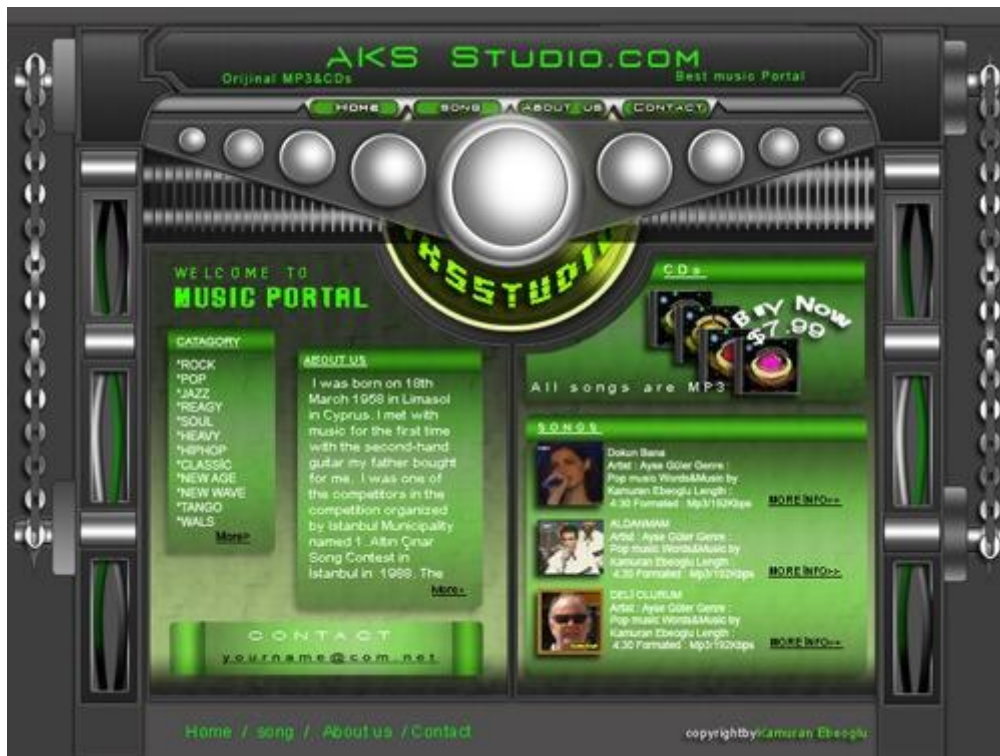 AKS STUDIO.COM
Orijinal MP3&CDs
Best music Portal
HOME
SONG
ABOUT US
CONTACT
AKSSTUDIO
WELCOME TO
MUSIC PORTAL
CDs
Buy Now
$7.99
All songs are MP3
CATAGORY
*ROCK
*POP
*JAZZ
*REAGY
*SOUL
*HEAVY
*HIPHOP
*CLASSİC
*NEW AGE
*NEW WAVE
*TANGO
*WALS
More>
ABOUT US
I was born on 18th
March 1958 in Limasol
in Cyprus. I met with
music for the first time
with the second-hand
guitar my father bought
for me. I was one of
the competitors in the
competition organized
by Istanbul Municipality
named 1. Altın Çınar
Song Contest in
İstanbul in 1988. The
More>
SONGS
Dokun Bana
Artist : Ayse Güler Genre :
Pop music Words&Music by
Kamuran Ebeoglu Length :
4:30 Formated : Mp3/192Kbps
MORE İNFO>>
ALDANMAM
Artist : Ayse Güler Genre :
Pop music Words&Music by
Kamuran Ebeoglu Length :
4:30 Formated : Mp3/192Kbps
MORE İNFO>>
DELİ OLURUM
Artist : Ayse Güler Genre :
Pop music Words&Music by
Kamuran Ebeoglu Length :
4:30 Formated : Mp3/192Kbps
MORE İNFO>>
CONTACT
yourname@com.net
Home / song / About us / Contact
copyrightbyKamuran Ebeoglu